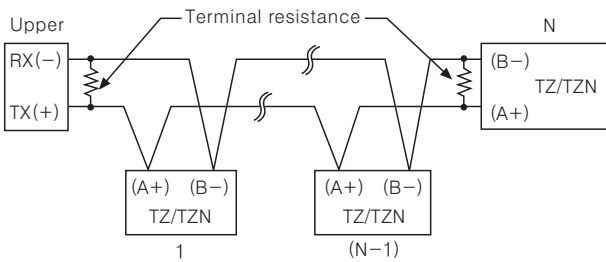 Terminal resistance
Upper
N
RX(−)
TX(+)
(B−)
TZ/TZN
(A+)
(A+) (B−)
TZ/TZN
1
(A+) (B−)
TZ/TZN
(N−1)